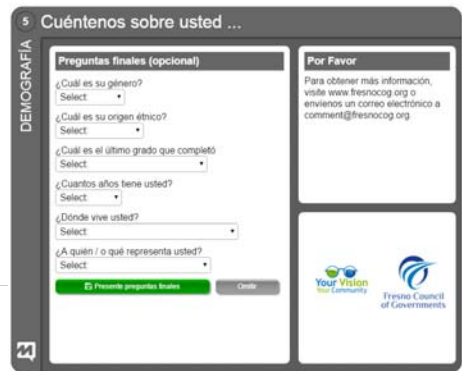 5 Cuéntenos sobre usted ...
DEMOGRAFÍA
Preguntas finales (opcional)
¿Cuál es su género?
Select
¿Cuál es su origen étnico?
Select
¿Cuál es el último grado que completó
Select
¿Cuantos años tiene usted?
Select
¿Dónde vive usted?
Select
¿A quién / o qué representa usted?
Select
Presente preguntas finales
Omitir
Por Favor
Para obtener más información,
visite www.fresnocog.org o
envíenos un correo electrónico a
comment@fresnocog.org
Your Vision
Your Community
Fresno Council
of Governments